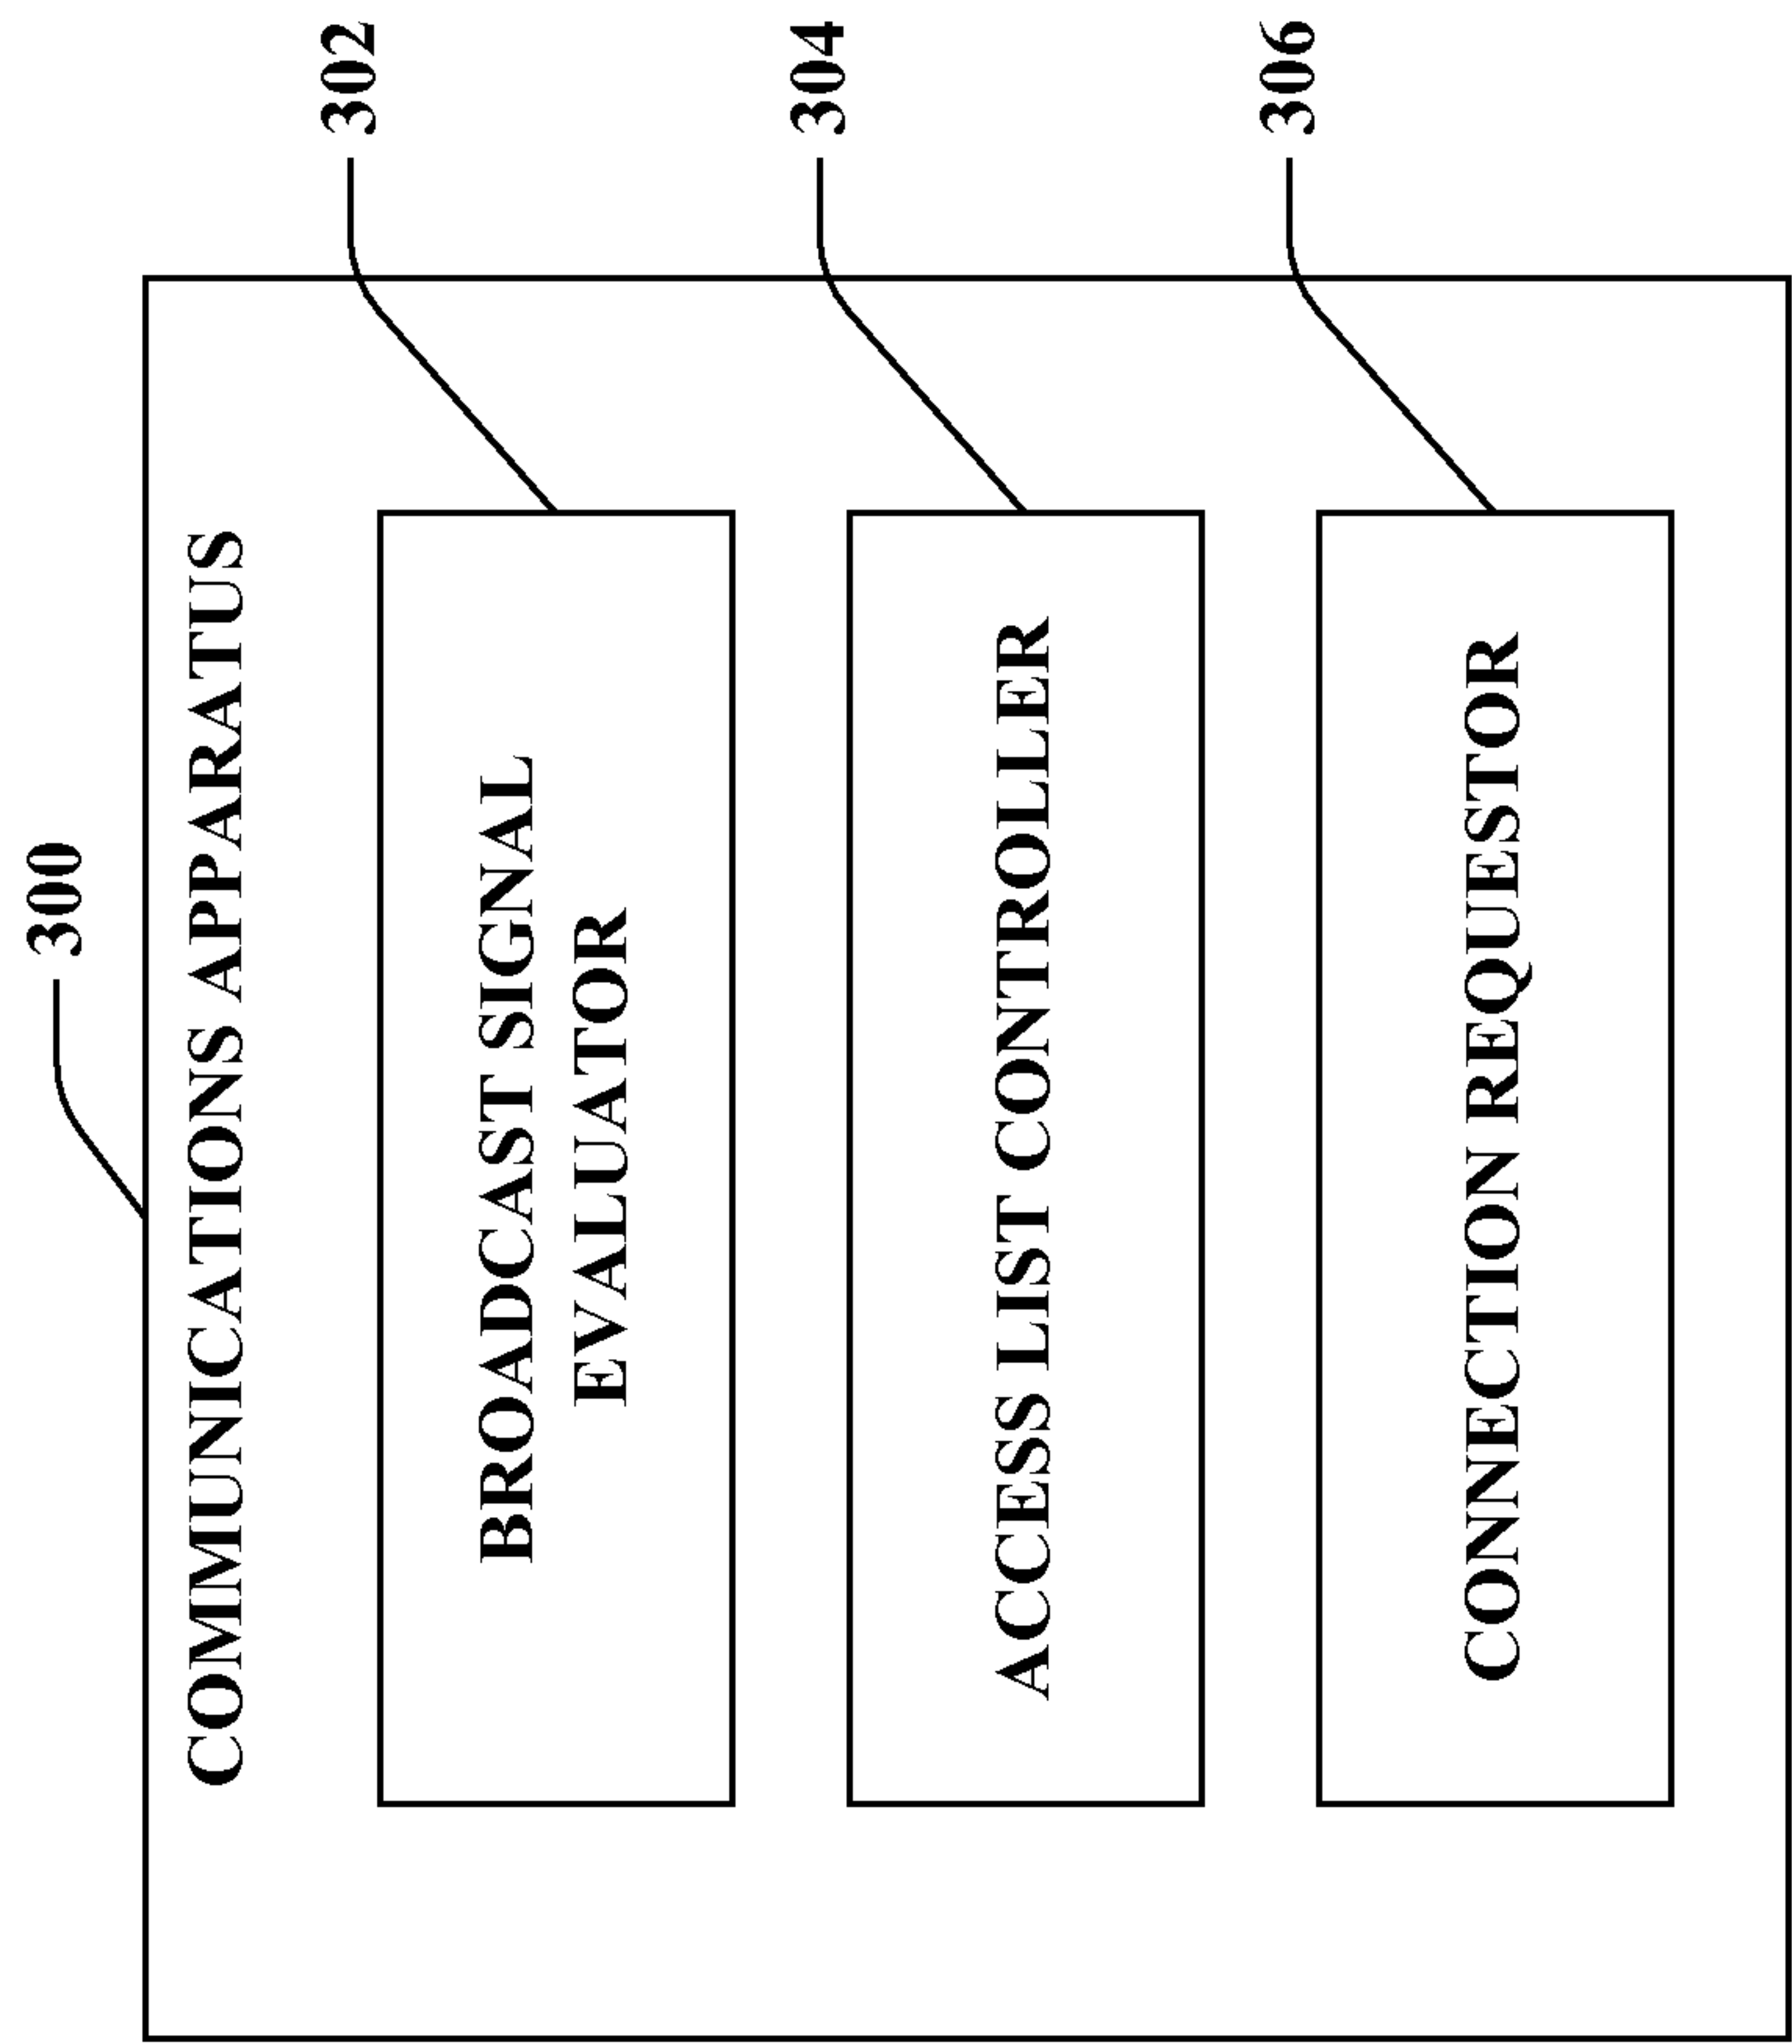 300
COMMUNICATIONS APPARATUS
302
BROADCAST SIGNAL
EVALUATOR
304
ACCESS LIST CONTROLLER
306
CONNECTION REQUESTOR